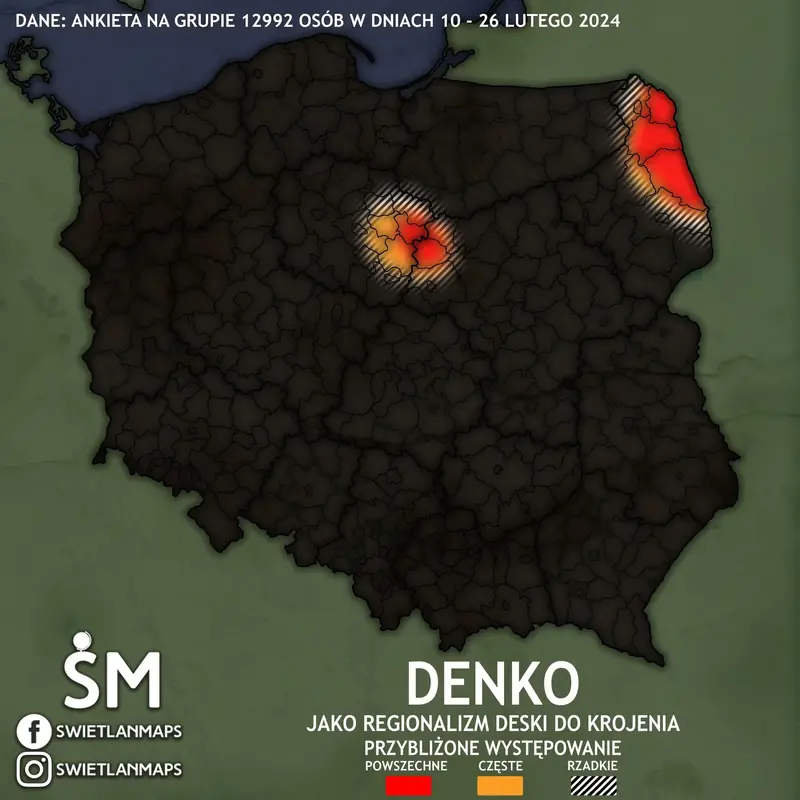 DANE: ANKIETA NA GRUPIE 12992 OSÓB W DNIACH 10 - 26 LUTEGO 2024
ŚM
SWIETLANMAPS
SWIETLANMAPS
DENKO
JAKO REGIONALIZM DESKI DO KROJENIA
PRZYBLIŻONE WYSTĘPOWANIE
POWSZECHNE CZĘSTE RZADKIE